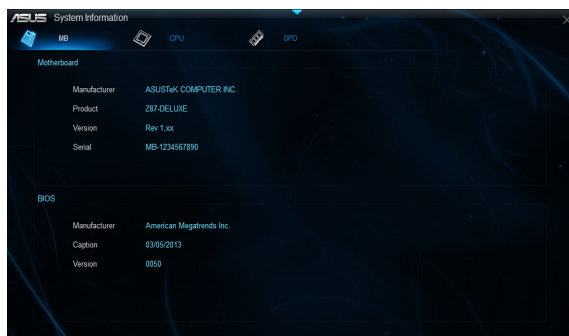 ASUS System Information
MB CPU SPD
Motherboard
Manufacturer ASUSTeK COMPUTER INC.
Product Z87-DELUXE
Version Rev 1.xx
Serial MB-1234567890
BIOS
Manufacturer American Megatrends Inc.
Caption 03/05/2013
Version 0050